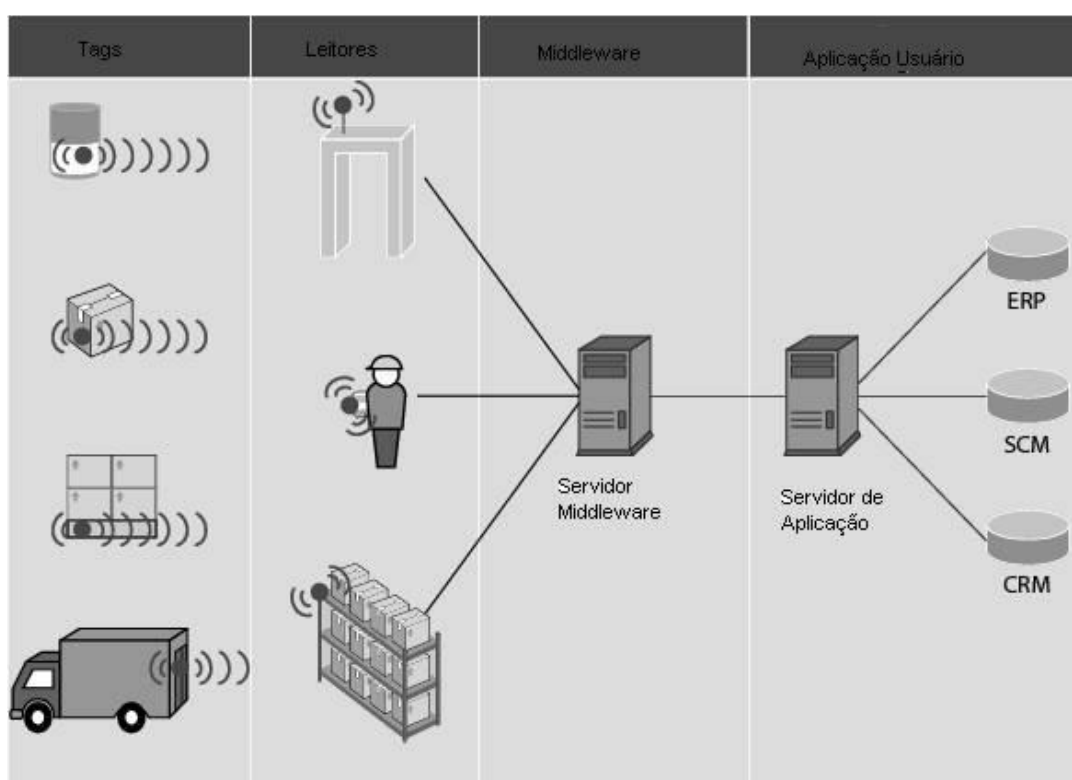 Tags
Leitores
Middleware
Aplicação Usuário
ERP
SCM
CRM
Servidor
Middleware
Servidor de
Aplicação